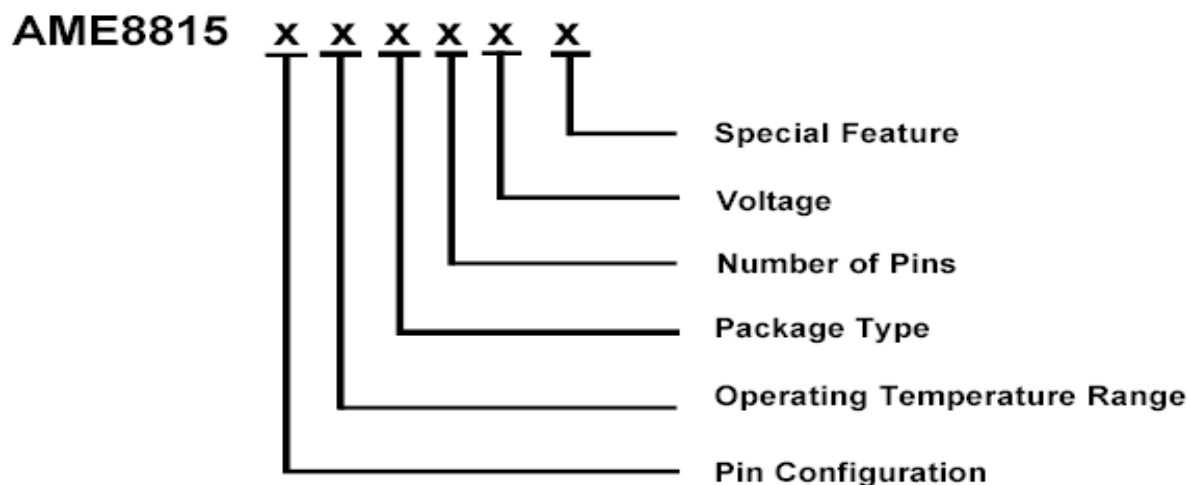 AME8815 x x x x x x
Special Feature
Voltage
Number of Pins
Package Type
Operating Temperature Range
Pin Configuration